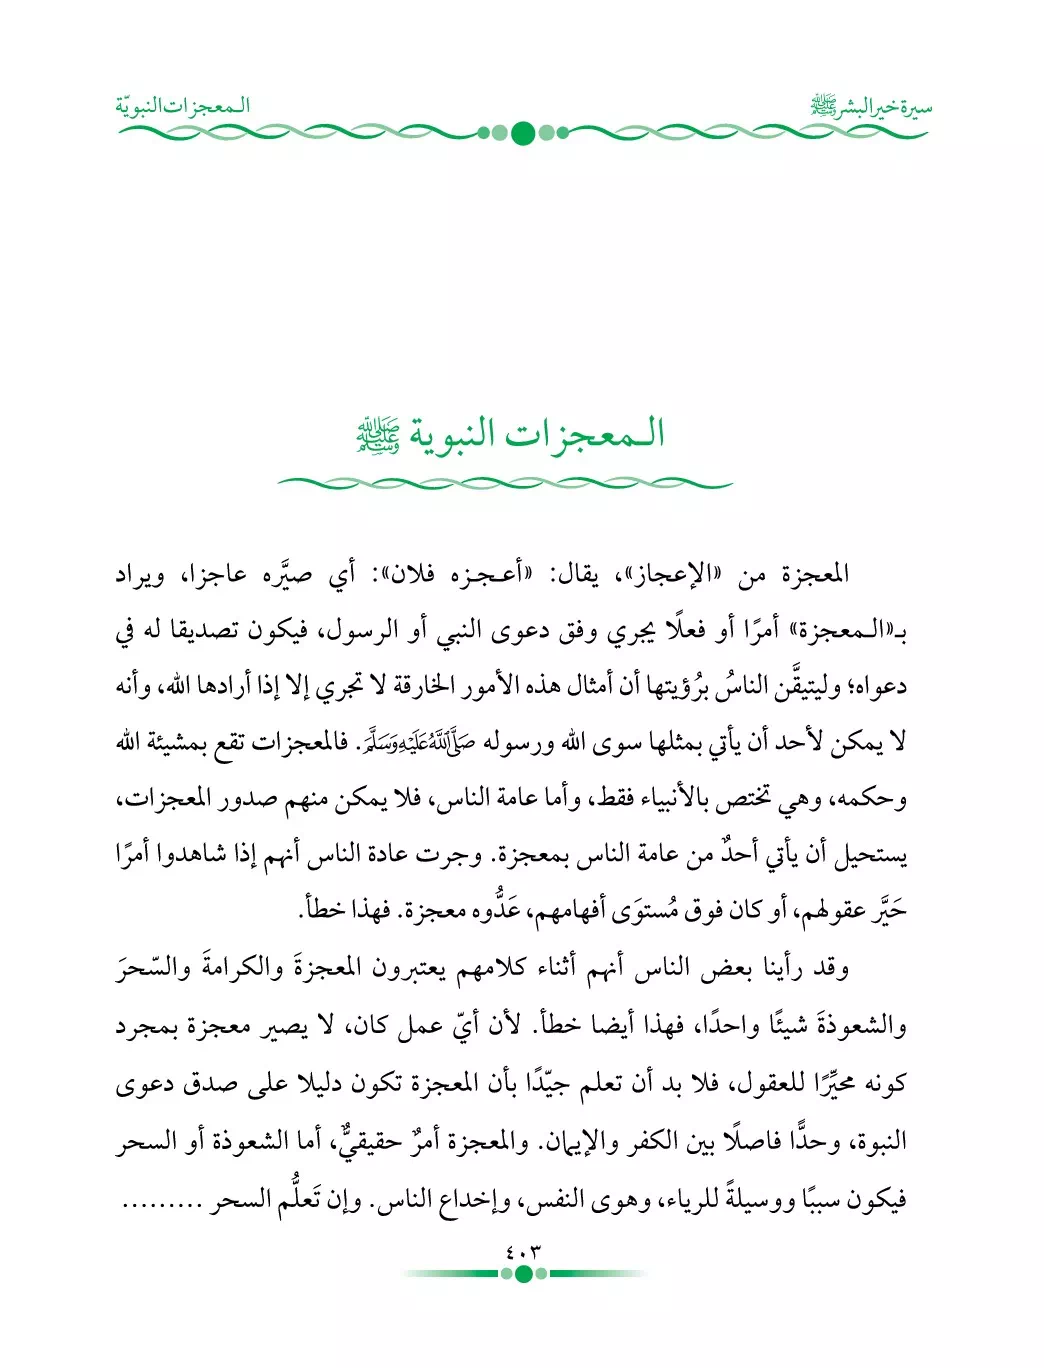 سيرة خير البشر ﷺ
الـمعجزات النبويّة
الـمعجزات النبوية ﷺ
المعجزة من «الإعجاز»، يقال: «أعـجـزه فلان»: أي صيَّره عاجزا، ويراد
بـ«الـمعجزة» أمرًا أو فعلًا يجري وفق دعوى النبي أو الرسول، فيكون تصديقا له في
دعواه؛ وليتيقَّن الناسُ برُؤيتها أن أمثال هذه الأمور الخارقة لا تجري إلا إذا أرادها الله، وأنه
لا يمكن لأحد أن يأتي بمثلها سوى الله ورسوله ﷺ. فالمعجزات تقع بمشيئة الله
وحكمه، وهي تختص بالأنبياء فقط، وأما عامة الناس، فلا يمكن منهم صدور المعجزات،
يستحيل أن يأتي أحدٌ من عامة الناس بمعجزة. وجرت عادة الناس أنهم إذا شاهدوا أمرًا
حَيَّر عقولهم، أو كان فوق مُستوَى أفهامهم، عَدُّوه معجزة. فهذا خطأ.
وقد رأينا بعض الناس أنهم أثناء كلامهم يعتبرون المعجزةَ والكرامةَ والسّحرَ
والشعوذةَ شيئًا واحدًا، فهذا أيضا خطأ. لأن أيّ عمل كان، لا يصير معجزة بمجرد
كونه محيِّرًا للعقول، فلا بد أن تعلم جيّدًا بأن المعجزة تكون دليلا على صدق دعوى
النبوة، وحدًّا فاصلًا بين الكفر والإيمان. والمعجزة أمرٌ حقيقيٌّ، أما الشعوذة أو السحر
فيكون سببًا ووسيلةً للرياء، وهوى النفس، وإخداع الناس. وإن تَعلُّم السحر .........
٤٠٣